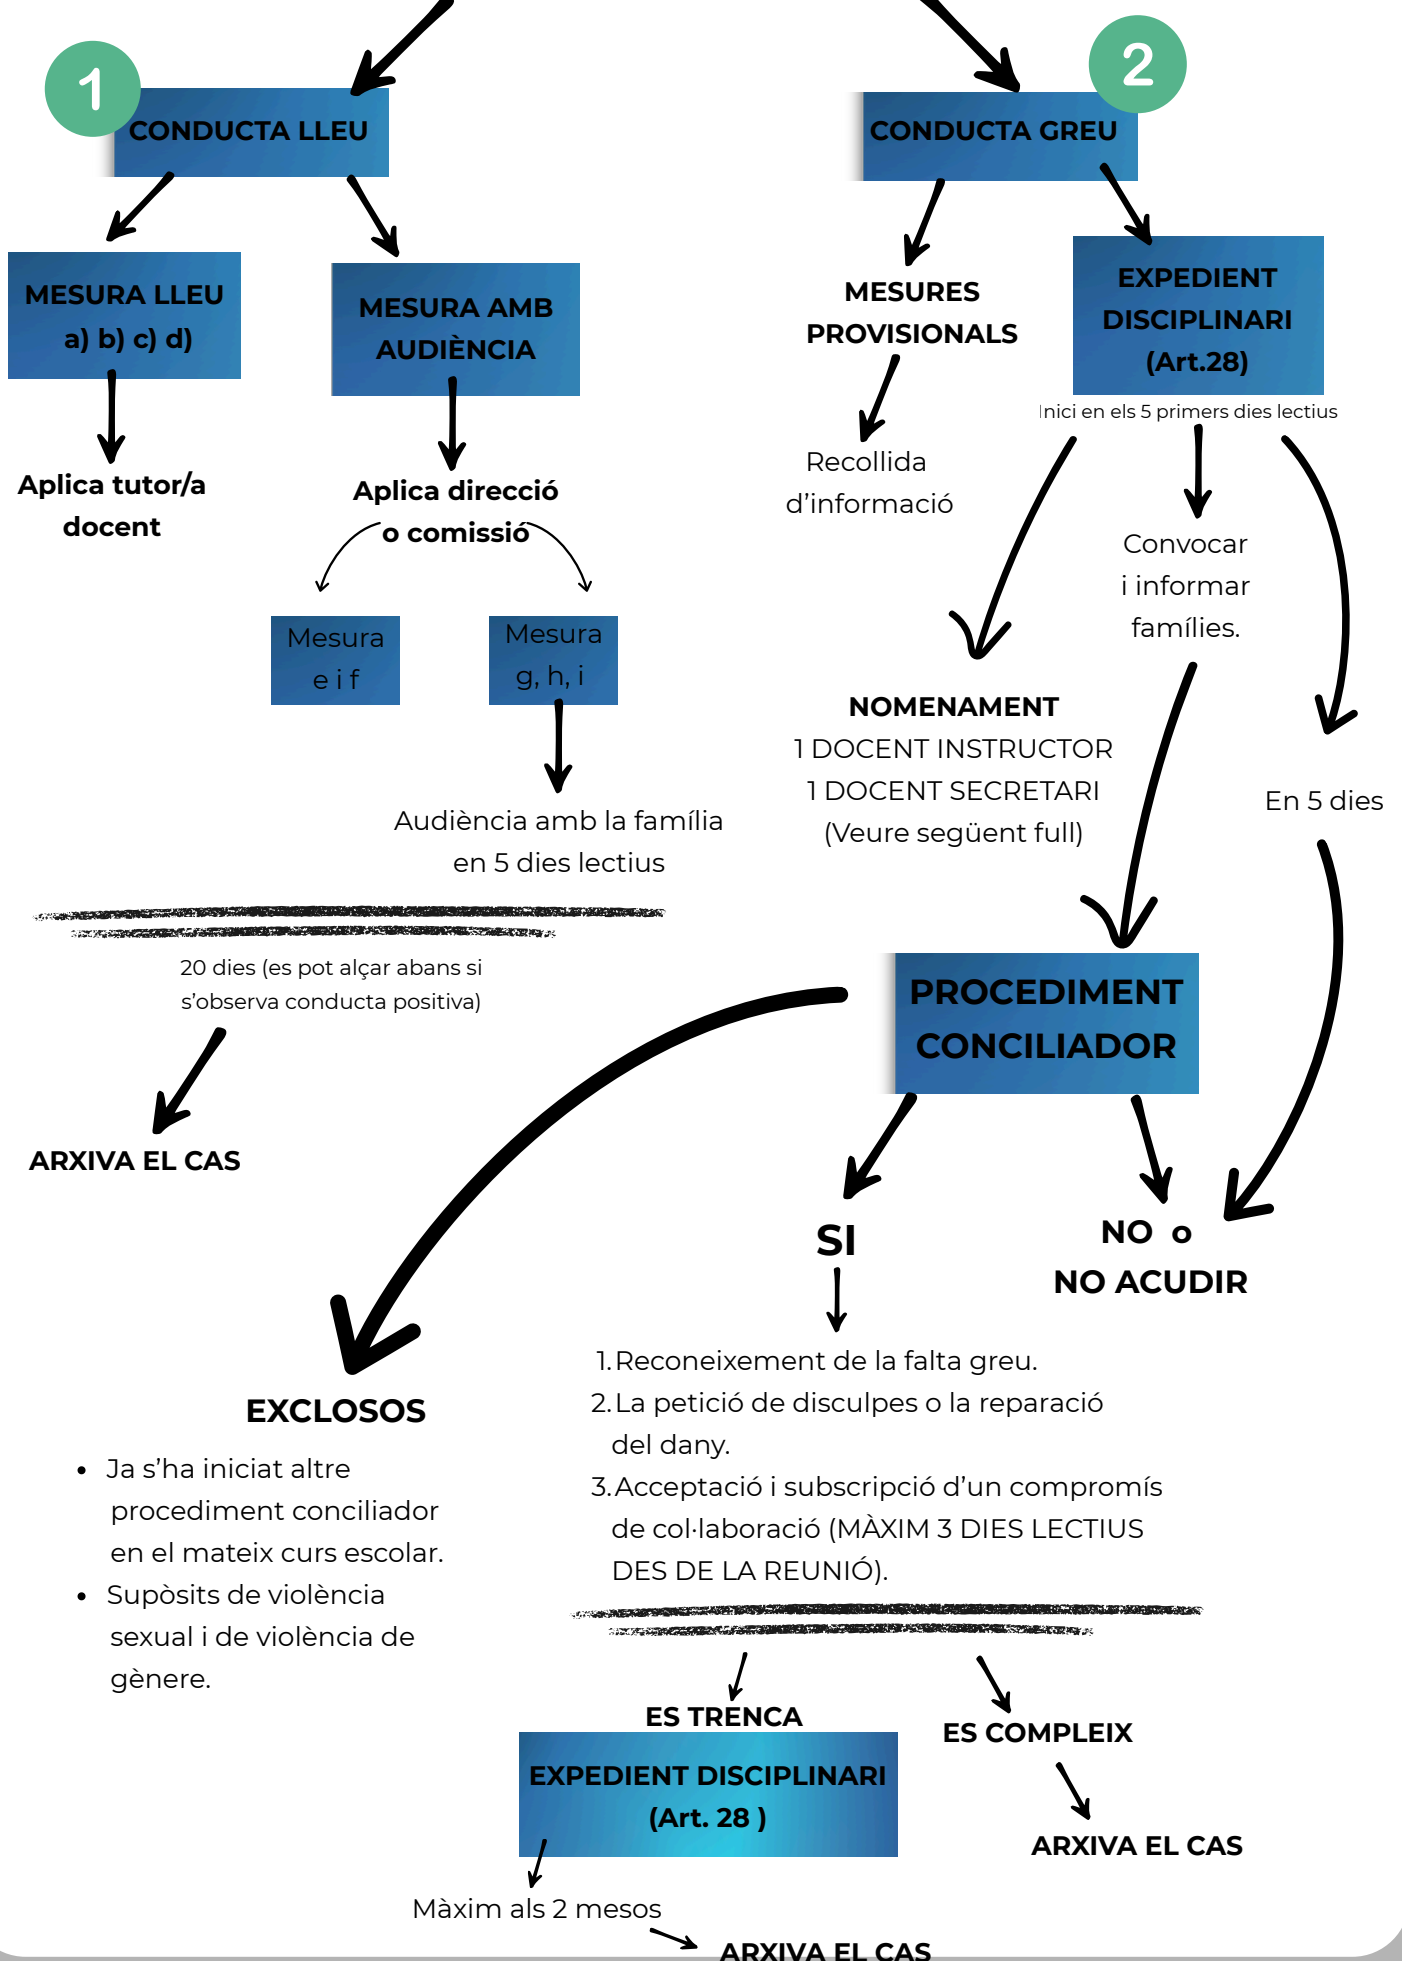 1
CONDUCTA LLEU
MESURA LLEU
a) b) c) d)
Aplica tutor/a
docent
MESURA AMB
AUDIÈNCIA
Aplica direcció
o comissió
Mesura
e i f
Mesura
g, h, i
Audiència amb la família
en 5 dies lectius
20 dies (es pot alçar abans si
s'observa conducta positiva)
ARXIVA EL CAS
2
CONDUCTA GREU
MESURES
PROVISIONALS
Recollida
d'informació
EXPEDIENT
DISCIPLINARI
(Art.28)
Inici en els 5 primers dies lectius
Convocar
i informar
famílies.
NOMENAMENT
1 DOCENT INSTRUCTOR
1 DOCENT SECRETARI
(Veure següent full)
En 5 dies
PROCEDIMENT
CONCILIADOR
SI
NO o
NO ACUDIR
1. Reconeixement de la falta greu.
2. La petició de disculpes o la reparació
del dany.
3. Acceptació i subscripció d'un compromís
de col·laboració (MÀXIM 3 DIES LECTIUS
DES DE LA REUNIÓ).
EXCLOSOS
• Ja s'ha iniciat altre
procediment conciliador
en el mateix curs escolar.
• Supòsits de violència
sexual i de violència de
gènere.
ES TRENCA
EXPEDIENT DISCIPLINARI
(Art. 28 )
Màxim als 2 mesos
ARXIVA EL CAS
ES COMPLEIX
ARXIVA EL CAS